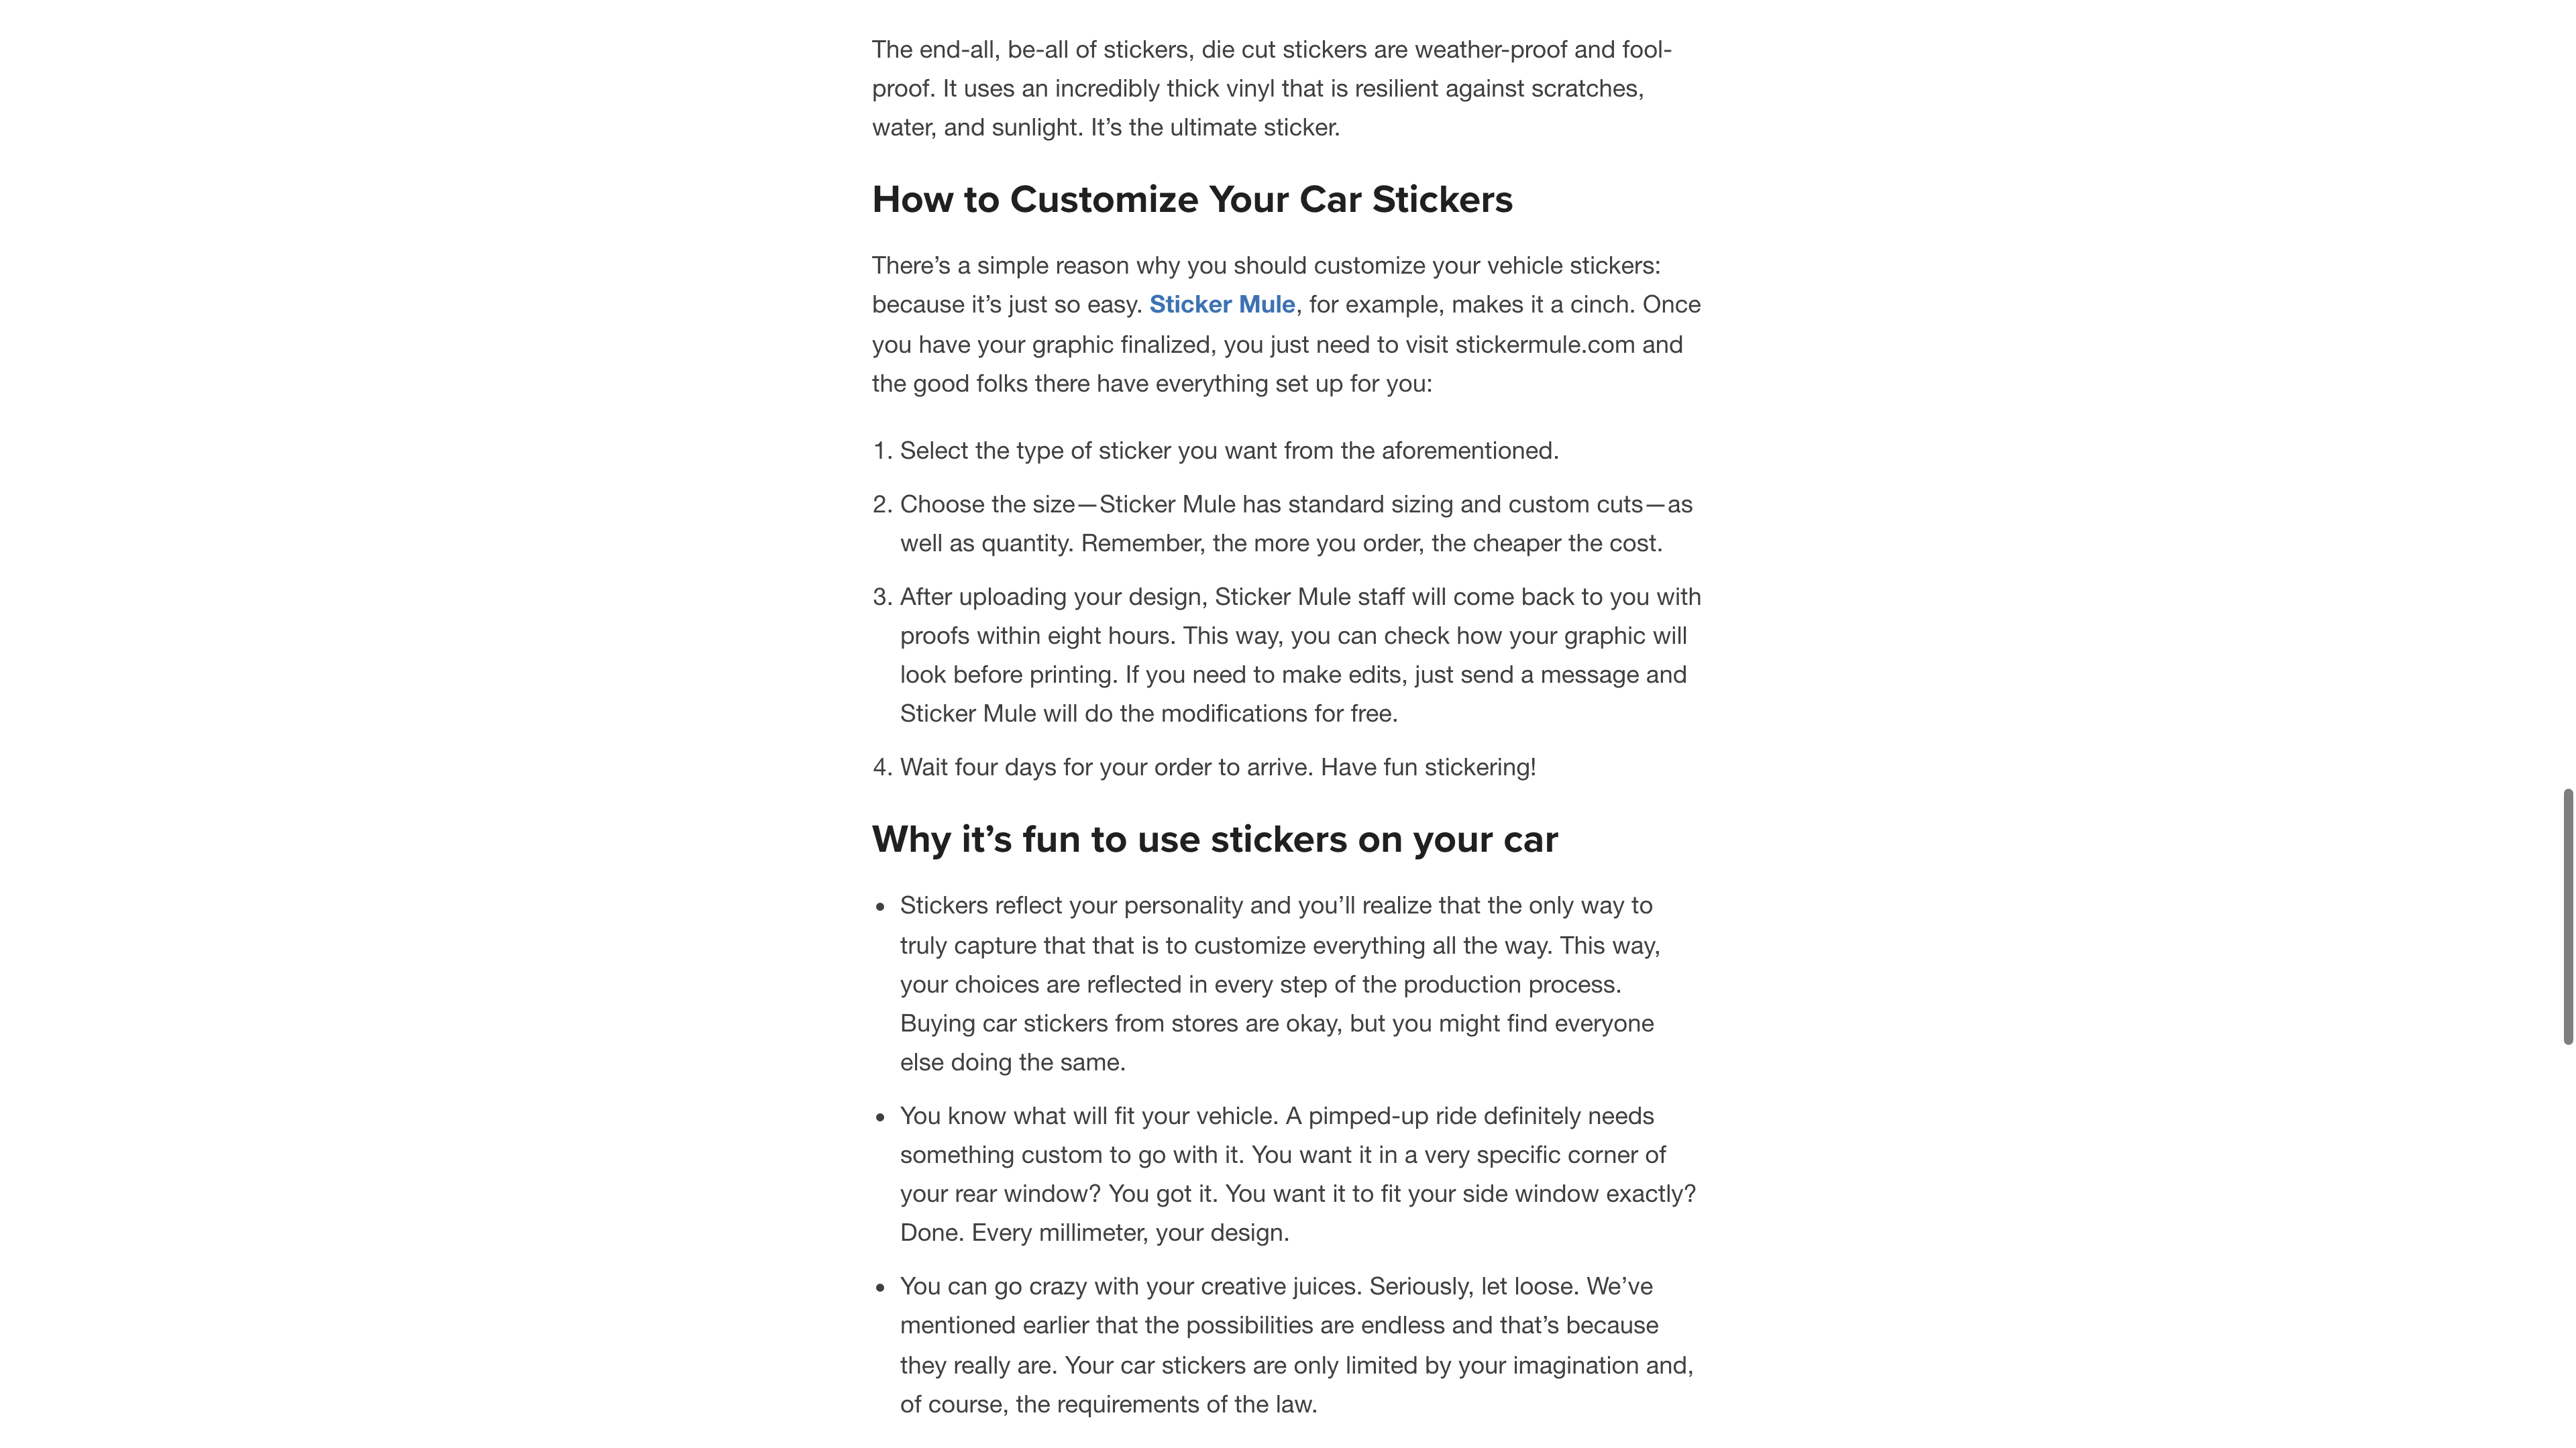 The end-all, be-all of stickers, die cut stickers are weather-proof and fool-
proof. It uses an incredibly thick vinyl that is resilient against scratches,
water, and sunlight. It’s the ultimate sticker.
How to Customize Your Car Stickers
There’s a simple reason why you should customize your vehicle stickers:
because it’s just so easy. Sticker Mule, for example, makes it a cinch. Once
you have your graphic finalized, you just need to visit stickermule.com and
the good folks there have everything set up for you:
1. Select the type of sticker you want from the aforementioned.
2. Choose the size—Sticker Mule has standard sizing and custom cuts—as
well as quantity. Remember, the more you order, the cheaper the cost.
3. After uploading your design, Sticker Mule staff will come back to you with
proofs within eight hours. This way, you can check how your graphic will
look before printing. If you need to make edits, just send a message and
Sticker Mule will do the modifications for free.
4. Wait four days for your order to arrive. Have fun stickering!
Why it’s fun to use stickers on your car
• Stickers reflect your personality and you’ll realize that the only way to
truly capture that that is to customize everything all the way. This way,
your choices are reflected in every step of the production process.
Buying car stickers from stores are okay, but you might find everyone
else doing the same.
• You know what will fit your vehicle. A pimped-up ride definitely needs
something custom to go with it. You want it in a very specific corner of
your rear window? You got it. You want it to fit your side window exactly?
Done. Every millimeter, your design.
• You can go crazy with your creative juices. Seriously, let loose. We’ve
mentioned earlier that the possibilities are endless and that’s because
they really are. Your car stickers are only limited by your imagination and,
of course, the requirements of the law.